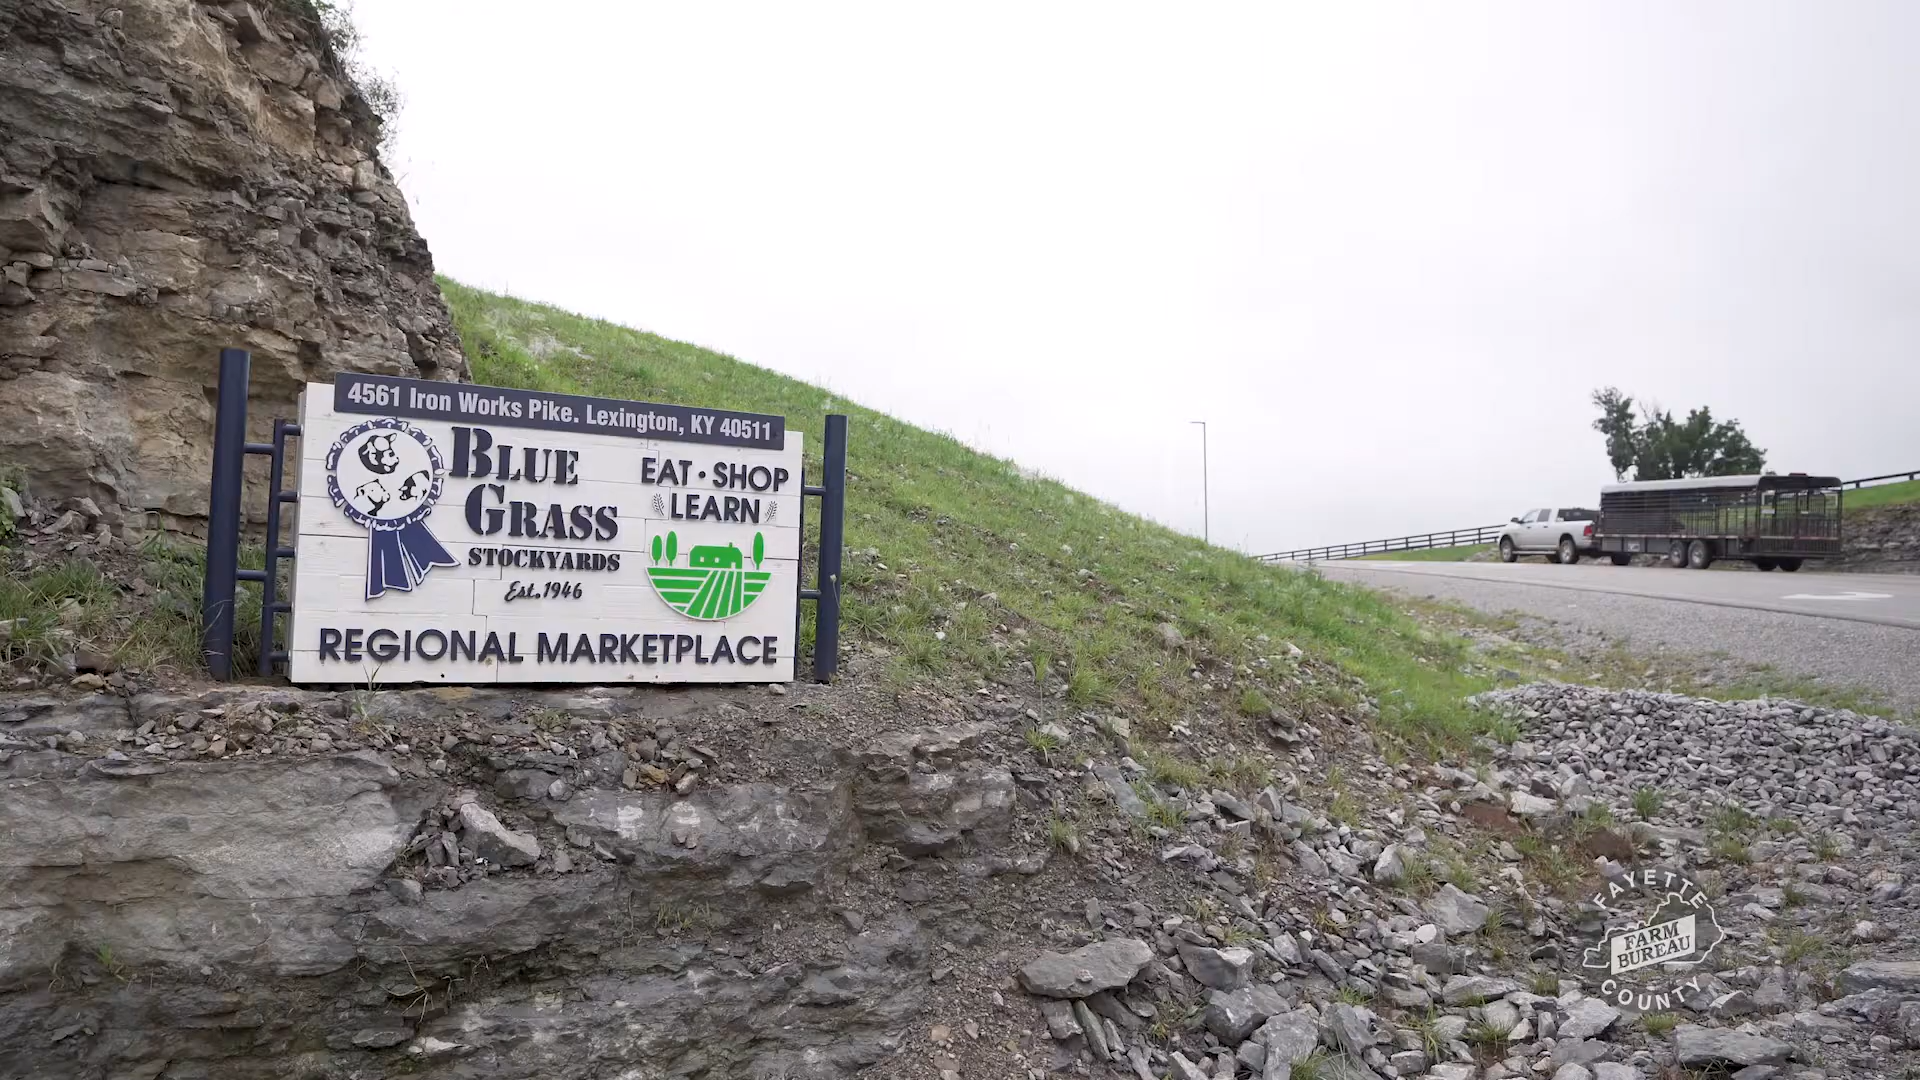 4561 Iron Works Pike. Lexington, KY 40511
BLUE
GRASS
STOCKYARDS
Est. 1946
EAT • SHOP
LEARN
REGIONAL MARKETPLACE
FAYETTE
FARM
BUREAU
COUNTY